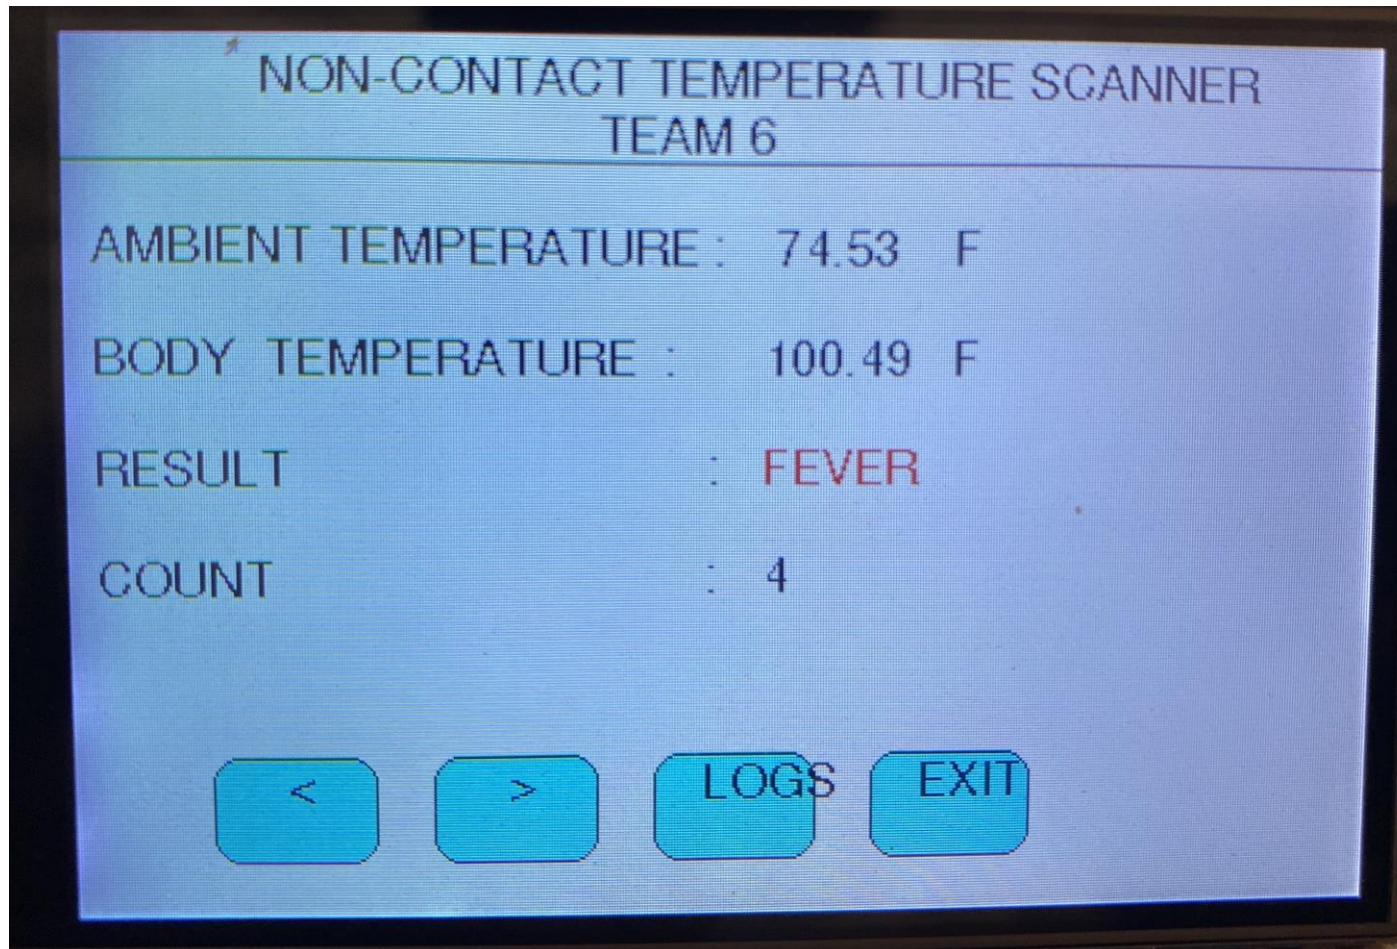 NON-CONTACT TEMPERATURE SCANNER
TEAM 6
AMBIENT TEMPERATURE : 74.53 F
BODY TEMPERATURE : 100.49 F
RESULT : FEVER
COUNT : 4
< > LOGS EXIT